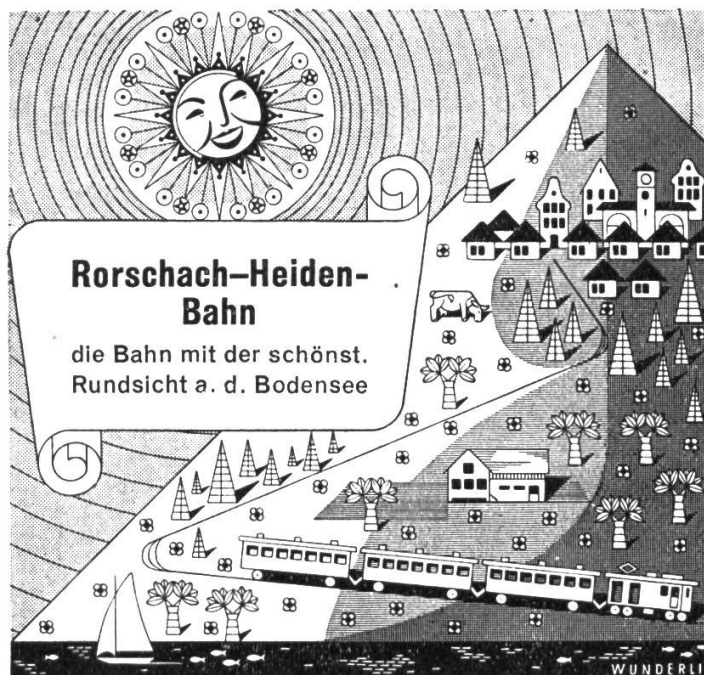 Rorschach–Heiden-
Bahn
die Bahn mit der schönst.
Rundsicht a. d. Bodensee
WUNDERLI